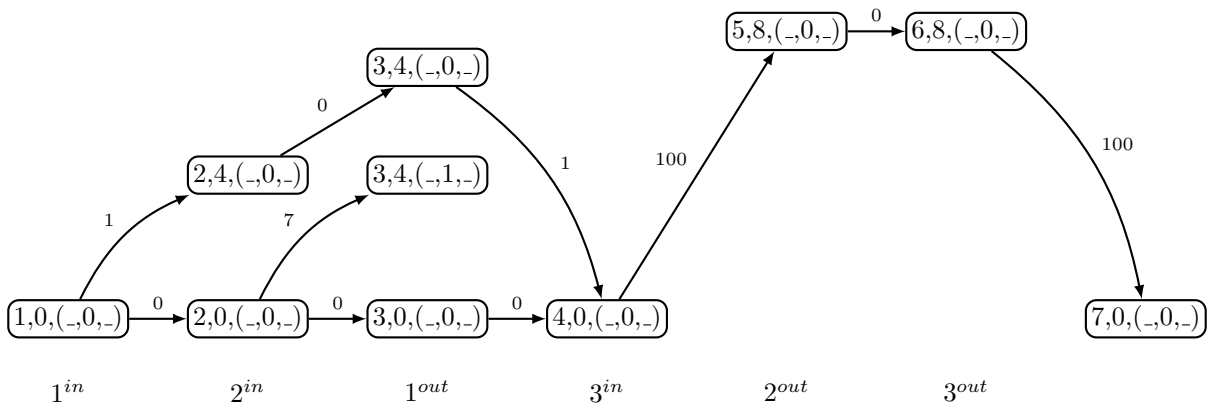 5,8,(_,0,_) 0 6,8,(_,0,_)
3,4,(_,0,_)
0
100 1 100
2,4,(_,0,_) 3,4,(_,1,_)
1 7
1,0,(_,0,_) 0 2,0,(_,0,_) 0 3,0,(_,0,_) 0 4,0,(_,0,_) 7,0,(_,0,_)
1^{in} 2^{in} 1^{out} 3^{in} 2^{out} 3^{out}